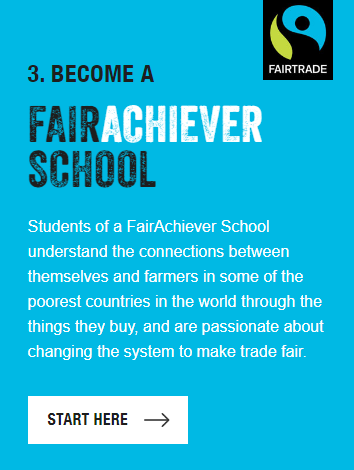 FAIRTRADE
3. BECOME A
FAIRACHIEVER
SCHOOL
Students of a FairAchiever School
understand the connections between
themselves and farmers in some of the
poorest countries in the world through the
things they buy, and are passionate about
changing the system to make trade fair.
START HERE